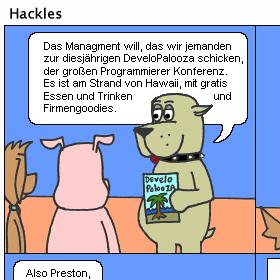 Hackles
Das Managment will, das wir jemanden
zur diesjährigen DeveloPalooza schicken,
der großen Programmierer Konferenz.
Es ist am Strand von Hawaii, mit gratis
Essen und Trinken und
Firmengoodies.
Develo
PalooZA
Also Preston,